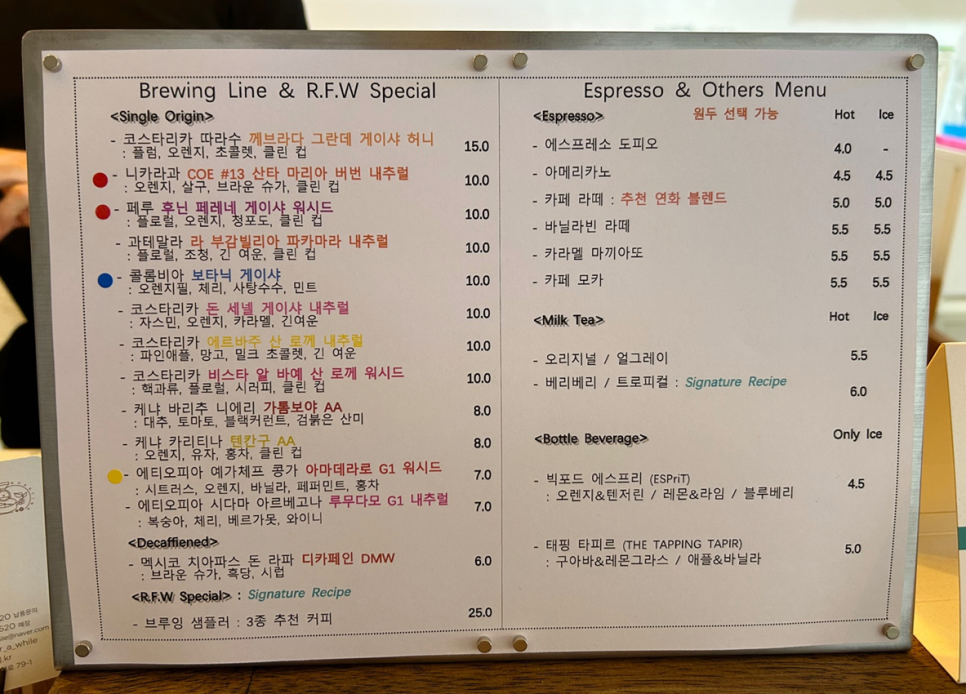 Brewing Line & R.F.W Special
<Single Origin>
- 코스타리카 따라수 께브라다 그란데 게이샤 허니 15.0
: 플럼, 오렌지, 초콜렛, 클린 컵
- 니카라과 COE #13 산타 마리아 버번 내추럴 10.0
: 오렌지, 살구, 브라운 슈가, 클린 컵
- 페루 후닌 페레네 게이샤 워시드 10.0
: 플로럴, 오렌지, 청포도, 클린 컵
- 과테말라 라 부감빌리아 파카마라 내추럴 10.0
: 플로럴, 조청, 긴 여운, 클린 컵
- 콜롬비아 보타닉 게이샤 10.0
: 오렌지필, 체리, 사탕수수, 민트
- 코스타리카 돈 세넬 게이샤 내추럴 10.0
: 자스민, 오렌지, 카라멜, 긴여운
- 코스타리카 에르바주 산 로께 내추럴 10.0
: 파인애플, 망고, 밀크 초콜렛, 긴 여운
- 코스타리카 비스타 알 바예 산 로께 워시드 10.0
: 핵과류, 플로럴, 시러피, 클린 컵
- 케냐 바리추 니에리 가톰보야 AA 8.0
: 대추, 토마토, 블랙커런트, 검붉은 산미
- 케냐 카리티나 텐칸구 AA 8.0
: 오렌지, 유자, 홍차, 클린 컵
- 에티오피아 예가체프 콩가 아마데라로 G1 워시드 7.0
: 시트러스, 오렌지, 바닐라, 페퍼민트, 홍차
- 에티오피아 시다마 아르베고나 루무다모 G1 내추럴 7.0
: 복숭아, 체리, 베르가못, 와이니
<Decaffiened>
- 멕시코 치아파스 돈 라파 디카페인 DMW 6.0
: 브라운 슈가, 흑당, 시럽
<R.F.W Special> : Signature Recipe
- 브루잉 샘플러 : 3종 추천 커피 25.0
Espresso & Others Menu
<Espresso> 원두 선택 가능 Hot Ice
- 에스프레소 도피오 4.0 -
- 아메리카노 4.5 4.5
- 카페 라떼 : 추천 연화 블렌드 5.0 5.0
- 바닐라빈 라떼 5.5 5.5
- 카라멜 마끼아또 5.5 5.5
- 카페 모카 5.5 5.5
<Milk Tea> Hot Ice
- 오리지널 / 얼그레이 5.5
- 베리베리 / 트로피컬 : Signature Recipe 6.0
<Bottle Beverage> Only Ice
- 빅포드 에스프리 (ESPriT) 4.5
: 오렌지&텐저린 / 레몬&라임 / 블루베리
- 태핑 타피르 (THE TAPPING TAPIR) 5.0
: 구아바&레몬그라스 / 애플&바닐라
520 납품문의
520 매장
@naver.com
r_a_while
l.kr
로 79-1